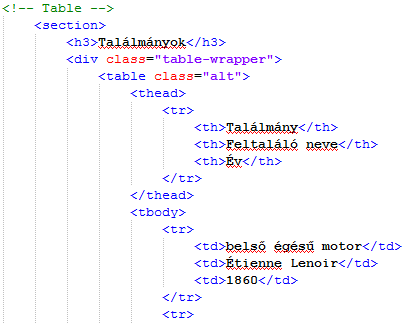 <!-- Table -->
<section>
<h3>Találmányok</h3>
<div class="table-wrapper">
<table class="alt">
<thead>
<tr>
<th>Találmány</th>
<th>Feltaláló neve</th>
<th>Év</th>
</tr>
</thead>
<tbody>
<tr>
<td>belső égésű motor</td>
<td>Étienne Lenoir</td>
<td>1860</td>
</tr>
<tr>